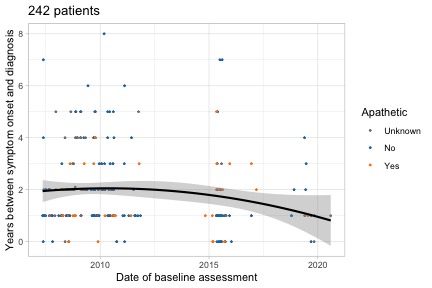 242 patients
Years between symptom onset and diagnosis
8
6
4
2
0
2010
2015
2020
Date of baseline assessment
Apathetic
Unknown
No
Yes